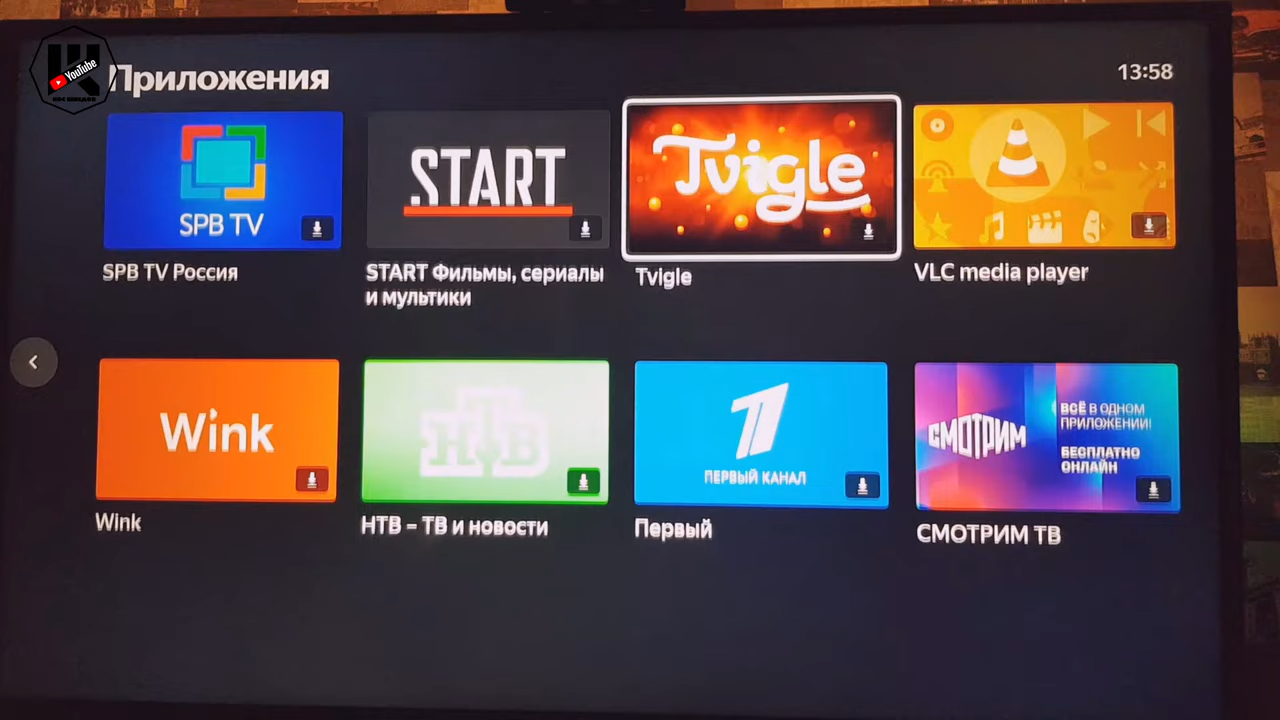 YouTube
Приложения
13:58
SPB TV
START
Tvigle
SPB TV Россия
START Фильмы, сериалы
и мультики
Tvigle
VLC media player
Wink
НТВ
ПЕРВЫЙ КАНАЛ
СМОТРИМ
ВСЁ В ОДНОМ
ПРИЛОЖЕНИИ!
БЕСПЛАТНО
ОНЛАЙН
Wink
НТВ – ТВ и новости
Первый
СМОТРИМ ТВ